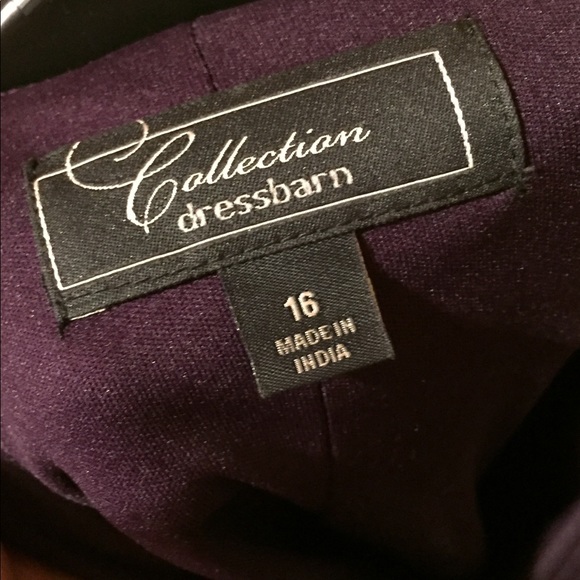 Collection
dressbarn
16
MADE IN
INDIA